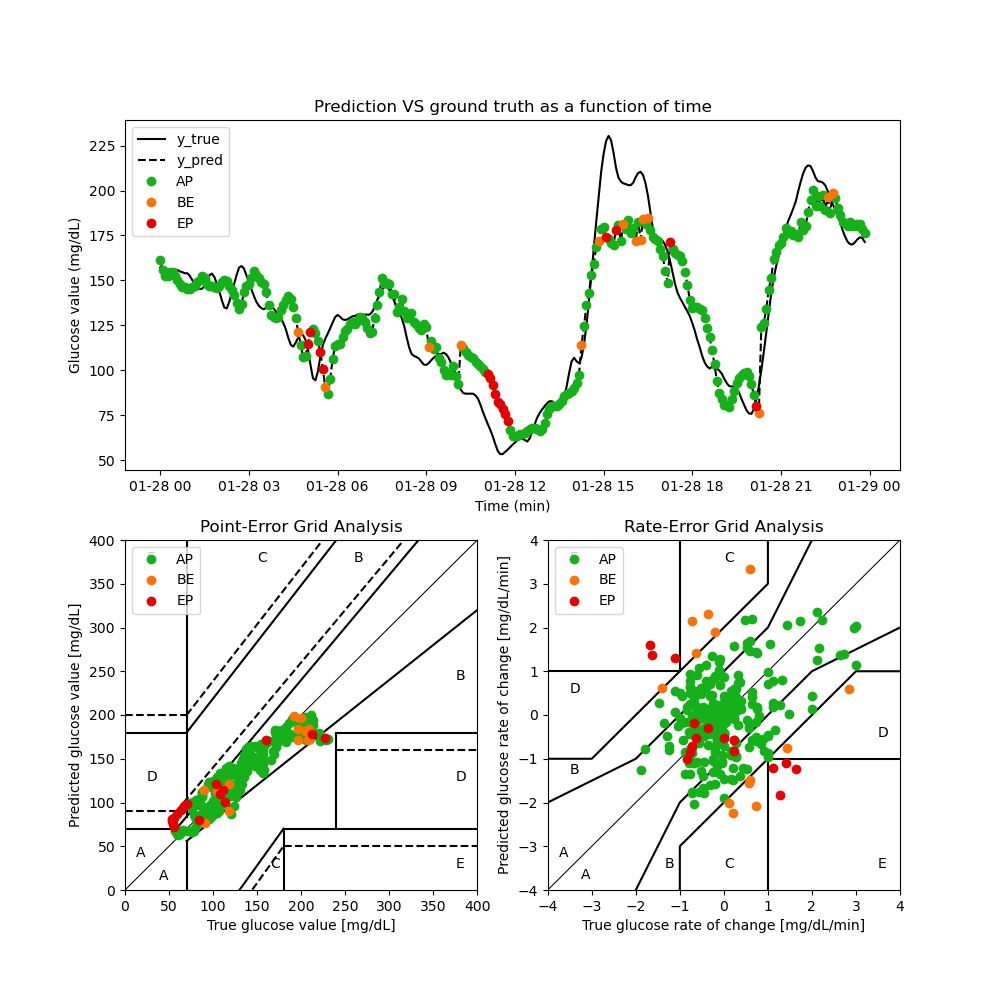 Prediction VS ground truth as a function of time
Glucose value (mg/dL)
225
200
175
150
125
100
75
50
y_true
y_pred
AP
BE
EP
01-28 00 01-28 03 01-28 06 01-28 09 01-28 12 01-28 15 01-28 18 01-28 21 01-29 00
Time (min)
Point-Error Grid Analysis
Predicted glucose value [mg/dL]
400
350
300
250
200
150
100
50
0
AP
BE
EP
C
B
B
D
D
A
A
C
E
0 50 100 150 200 250 300 350 400
True glucose value [mg/dL]
Rate-Error Grid Analysis
Predicted glucose rate of change [mg/dL/min]
4
3
2
1
0
−1
−2
−3
−4
AP
BE
EP
C
D
D
B
A
A
B
C
E
−4 −3 −2 −1 0 1 2 3 4
True glucose rate of change [mg/dL/min]